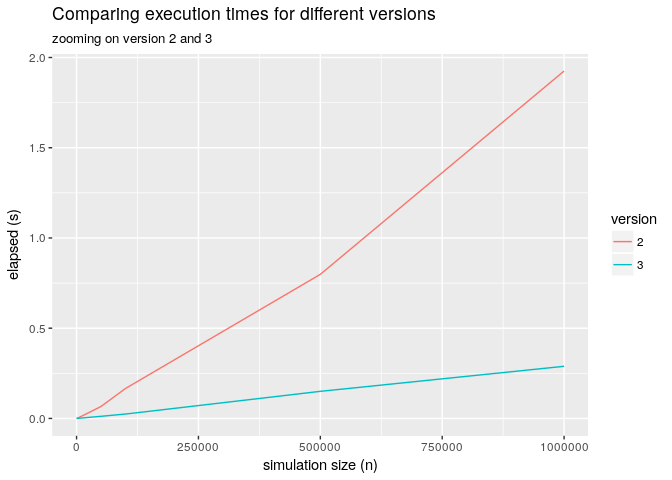 Comparing execution times for different versions
zooming on version 2 and 3
2.0
1.5
1.0
0.5
0.0
elapsed (s)
0 250000 500000 750000 1000000
simulation size (n)
version
2
3